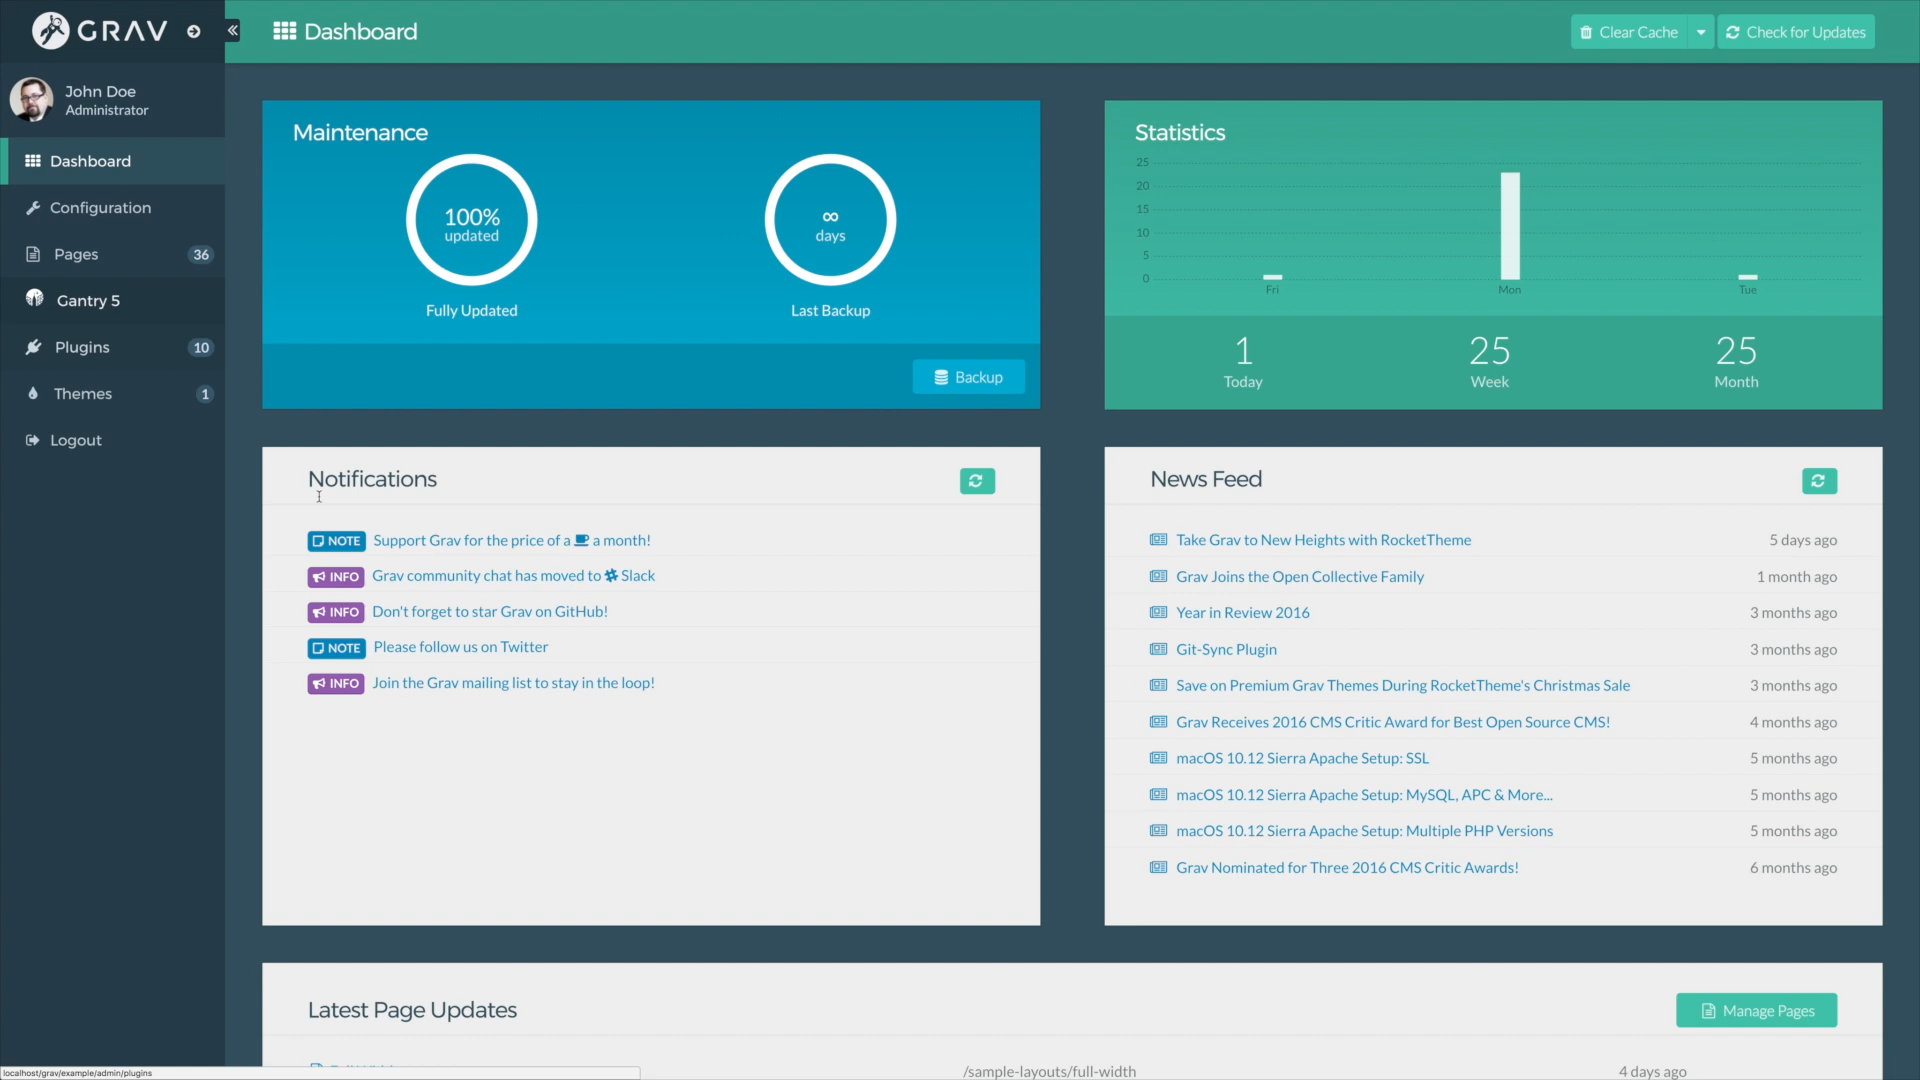 GRAV
Dashboard
Clear Cache
Check for Updates
John Doe
Administrator
Dashboard
Configuration
Pages 36
Gantry 5
Plugins 10
Themes 1
Logout
Maintenance
100%
updated
Fully Updated
∞
days
Last Backup
Backup
Statistics
25
20
15
10
5
0
Fri Mon Tue
1 25 25
Today Week Month
Notifications
NOTE Support Grav for the price of a a month!
INFO Grav community chat has moved to Slack
INFO Don't forget to star Grav on GitHub!
NOTE Please follow us on Twitter
INFO Join the Grav mailing list to stay in the loop!
News Feed
Take Grav to New Heights with RocketTheme 5 days ago
Grav Joins the Open Collective Family 1 month ago
Year in Review 2016 3 months ago
Git-Sync Plugin 3 months ago
Save on Premium Grav Themes During RocketTheme's Christmas Sale 3 months ago
Grav Receives 2016 CMS Critic Award for Best Open Source CMS! 4 months ago
macOS 10.12 Sierra Apache Setup: SSL 5 months ago
macOS 10.12 Sierra Apache Setup: MySQL, APC & More... 5 months ago
macOS 10.12 Sierra Apache Setup: Multiple PHP Versions 5 months ago
Grav Nominated for Three 2016 CMS Critic Awards! 6 months ago
Latest Page Updates
Manage Pages
/sample-layouts/full-width 4 days ago
localhost/grav/example/admin/plugins